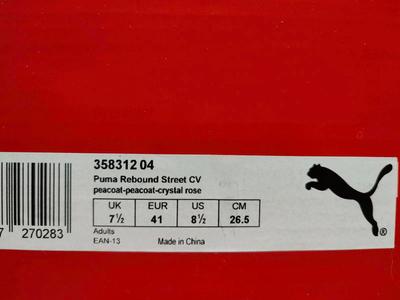 358312 04
Puma Rebound Street CV
peacoat-peacoat-crystal rose
UK EUR US CM
7½ 41 8½ 26.5
Adults
EAN-13 Made in China
7 270283
®